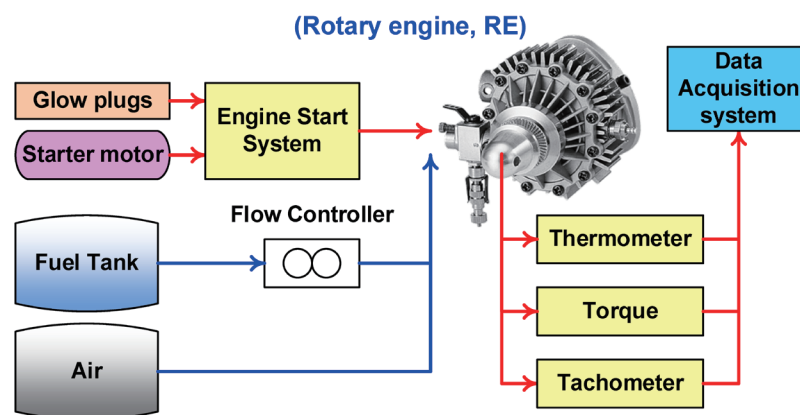 (Rotary engine, RE)
Glow plugs
Starter motor
Engine Start
System
Data
Acquisition
system
Flow Controller
Fuel Tank
Air
Thermometer
Torque
Tachometer